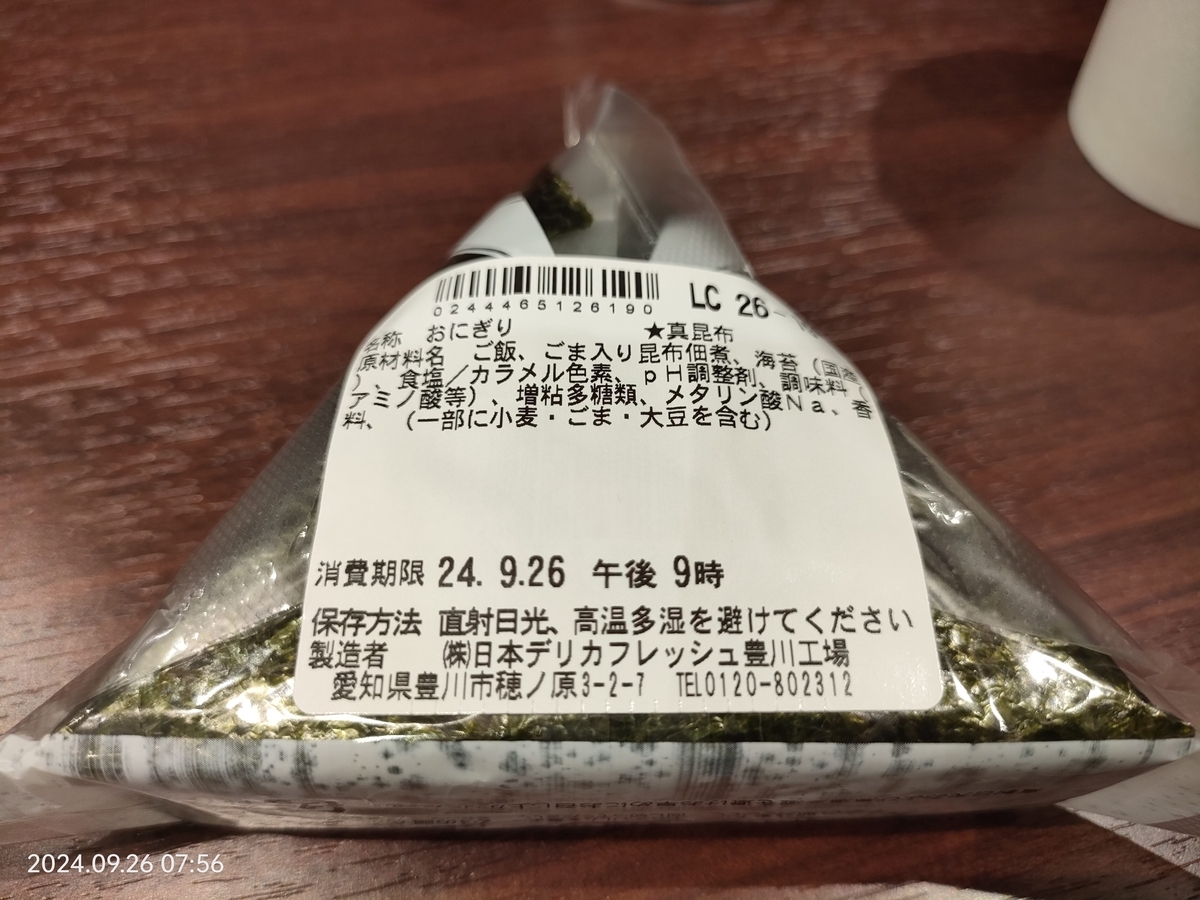 0244465126190
LC 26-
名称 おにぎり ★真昆布
原材料名 ご飯、ごま入り昆布佃煮、海苔(国産
)、食塩/カラメル色素、pH調整剤、調味料(
アミノ酸等)、増粘多糖類、メタリン酸Na、香
料、(一部に小麦・ごま・大豆を含む)
消費期限 24. 9.26 午後 9時
保存方法 直射日光、高温多湿を避けてください
製造者 ㈱日本デリカフレッシュ豊川工場
愛知県豊川市穂ノ原3-2-7 TEL0120-802312
2024.09.26 07:56